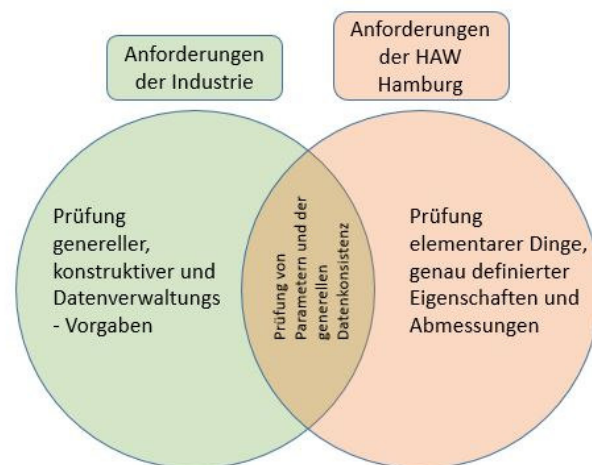 Anforderungen
der Industrie
Anforderungen
der HAW
Hamburg
Prüfung
genereller,
konstruktiver und
Datenverwaltungs
- Vorgaben
Prüfung von
Parametern und der
generellen
Datenkonsistenz
Prüfung
elementarer Dinge,
genau definierter
Eigenschaften und
Abmessungen